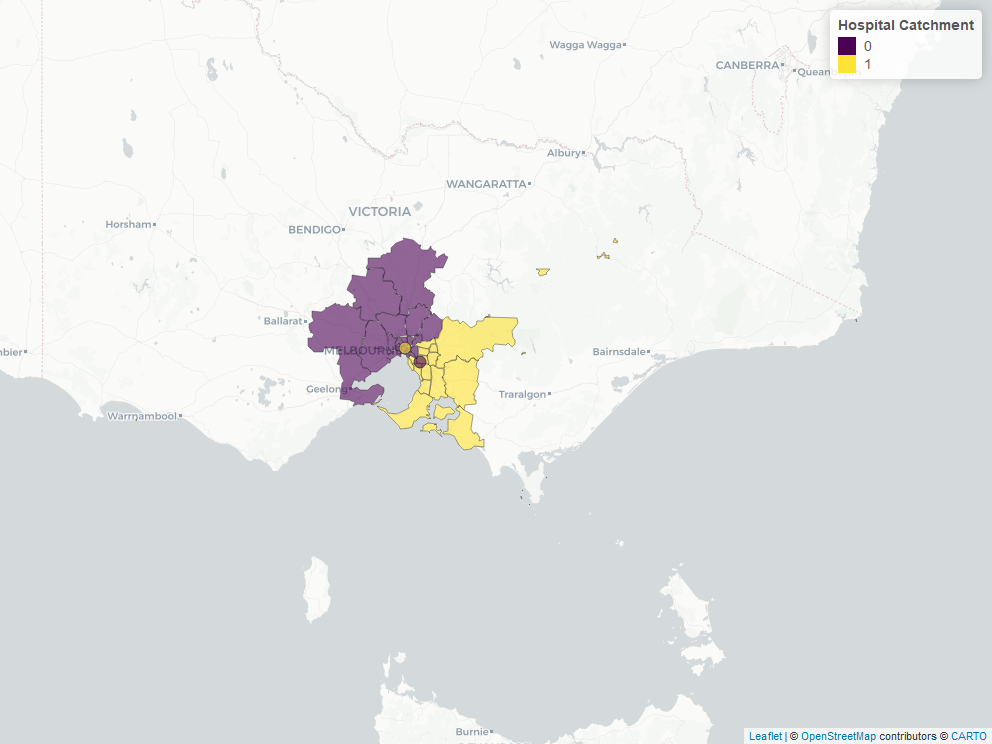 Hospital Catchment
0
1
Wagga Wagga
CANBERRA
Albury
WANGARATTA
VICTORIA
Horsham
BENDIGO
Ballarat
MELBOURNE
Bairnsdale
Geelong
Traralgon
Warrnambool
Burnie
Leaflet | © OpenStreetMap contributors © CARTO